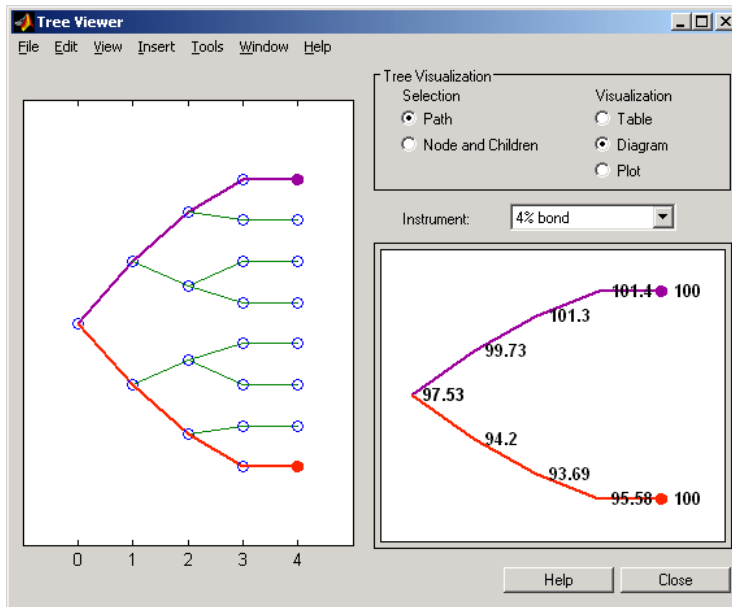 Tree Viewer
File Edit View Insert Tools Window Help
Tree Visualization
Selection
Visualization
Path
Table
Node and Children
Diagram
Plot
Instrument: 4% bond
101.4 100
101.3
99.73
97.53
94.2
93.69
95.58 100
0 1 2 3 4
Help Close